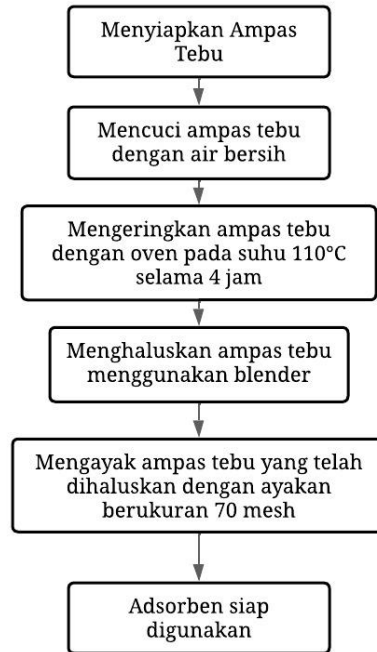 Menyiapkan Ampas
Tebu
Mencuci ampas tebu
dengan air bersih
Mengeringkan ampas tebu
dengan oven pada suhu 110°C
selama 4 jam
Menghaluskan ampas tebu
menggunakan blender
Mengayak ampas tebu yang telah
dihaluskan dengan ayakan
berukuran 70 mesh
Adsorben siap
digunakan